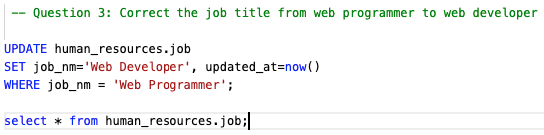 -- Question 3: Correct the job title from web programmer to web developer
UPDATE human_resources.job
SET job_nm='Web Developer', updated_at=now()
WHERE job_nm = 'Web Programmer';
select * from human_resources.job;